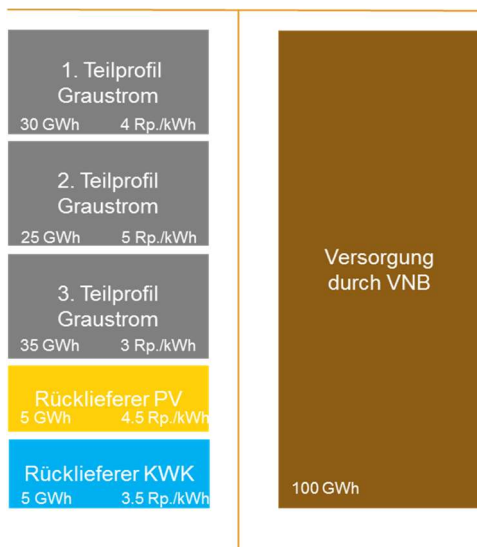 1. Teilprofil
Graustrom
30 GWh 4 Rp./kWh
2. Teilprofil
Graustrom
25 GWh 5 Rp./kWh
3. Teilprofil
Graustrom
35 GWh 3 Rp./kWh
Rücklieferer PV
5 GWh 4.5 Rp./kWh
Rücklieferer KWK
5 GWh 3.5 Rp./kWh
Versorgung
durch VNB
100 GWh